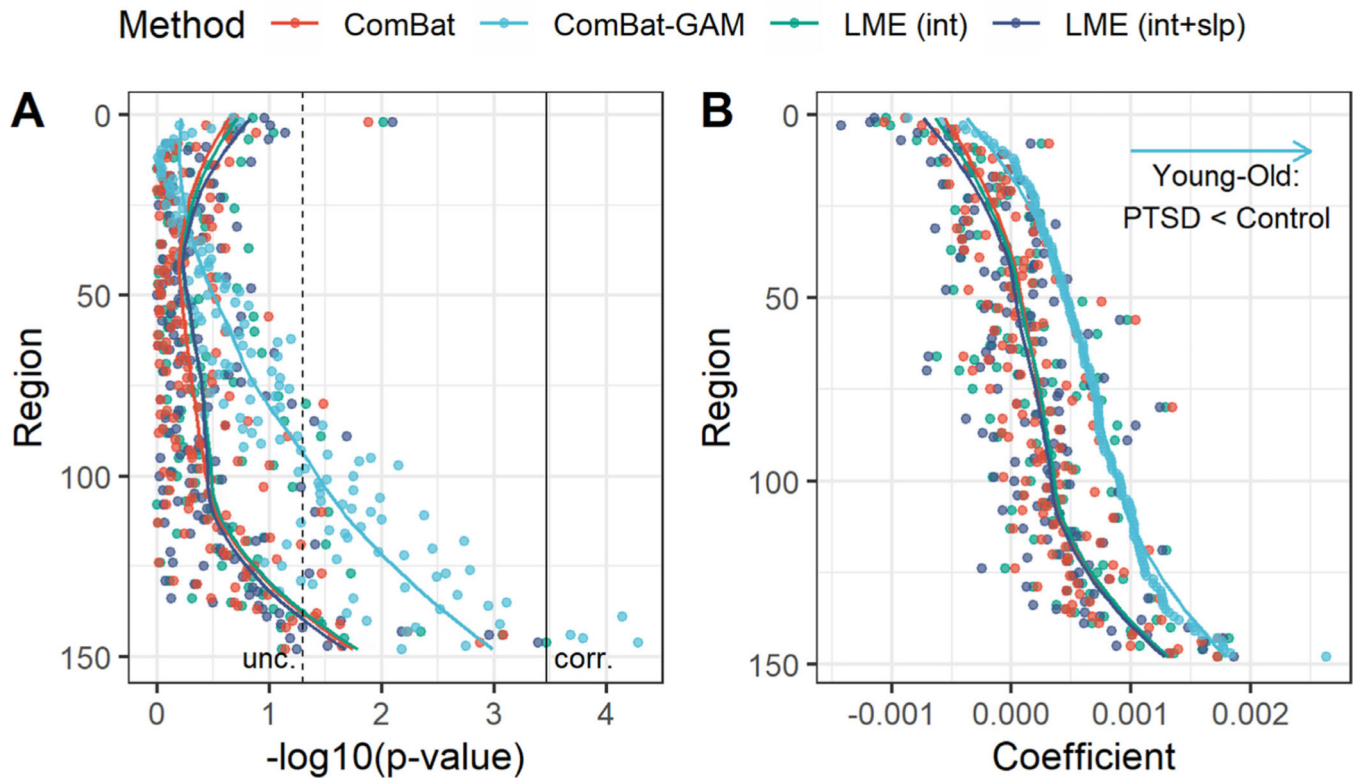 Method ComBat ComBat-GAM LME (int) LME (int+slp)
A
0
50
100
150
Region
unc. corr.
0 1 2 3 4
-log10(p-value)
B
0
50
100
150
Region
Young-Old:
PTSD < Control
-0.001 0.000 0.001 0.002
Coefficient